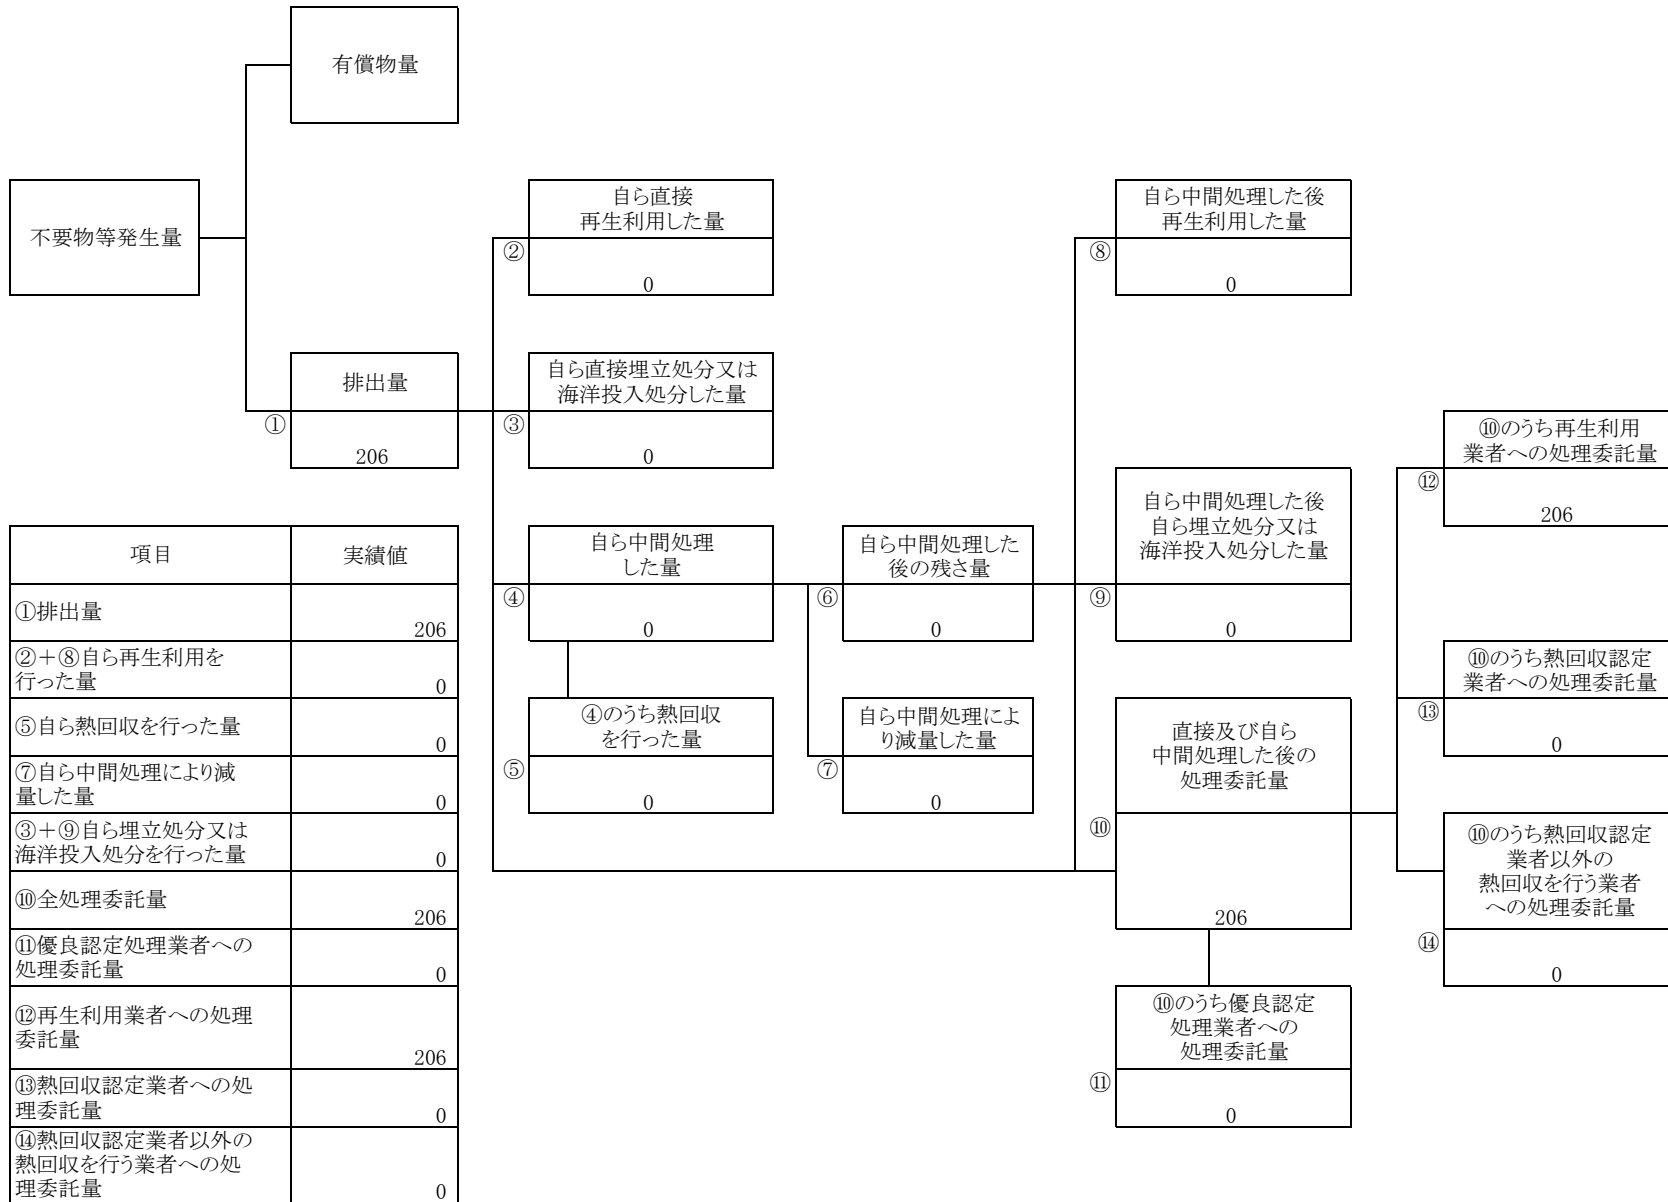 有償物量
不要物等発生量
自ら直接
再生利用した量
②
0
自ら中間処理した後
再生利用した量
⑧
0
排出量
①
206
自ら直接埋立処分又は
海洋投入処分した量
③
0
⑩のうち再生利用
業者への処理委託量
⑫
206
自ら中間処理
した量
④
0
自ら中間処理した
後の残さ量
⑥
0
自ら中間処理した後
自ら埋立処分又は
海洋投入処分した量
⑨
0
⑩のうち熱回収認定
業者への処理委託量
⑬
0
④のうち熱回収
を行った量
⑤
0
自ら中間処理によ
り減量した量
⑦
0
直接及び自ら
中間処理した後の
処理委託量
⑩
206
⑩のうち熱回収認定
業者以外の
熱回収を行う業者
への処理委託量
⑭
0
⑩のうち優良認定
処理業者への
処理委託量
⑪
0
項目 実績値
①排出量
206
②＋⑧自ら再生利用を
行った量 0
⑤自ら熱回収を行った量
0
⑦自ら中間処理により減
量した量 0
③＋⑨自ら埋立処分又は
海洋投入処分を行った量 0
⑩全処理委託量
206
⑪優良認定処理業者への
処理委託量 0
⑫再生利用業者への処理
委託量
206
⑬熱回収認定業者への処
理委託量 0
⑭熱回収認定業者以外の
熱回収を行う業者への処
理委託量 0